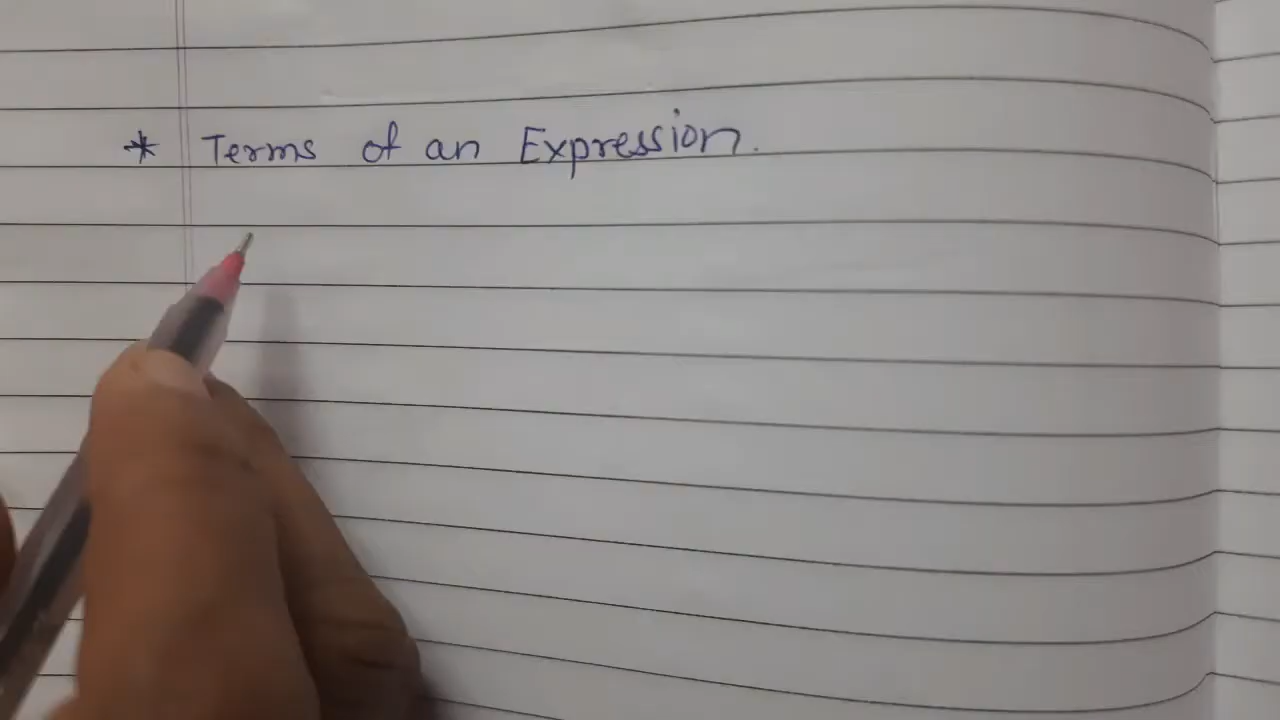 * Terms of an Expression.